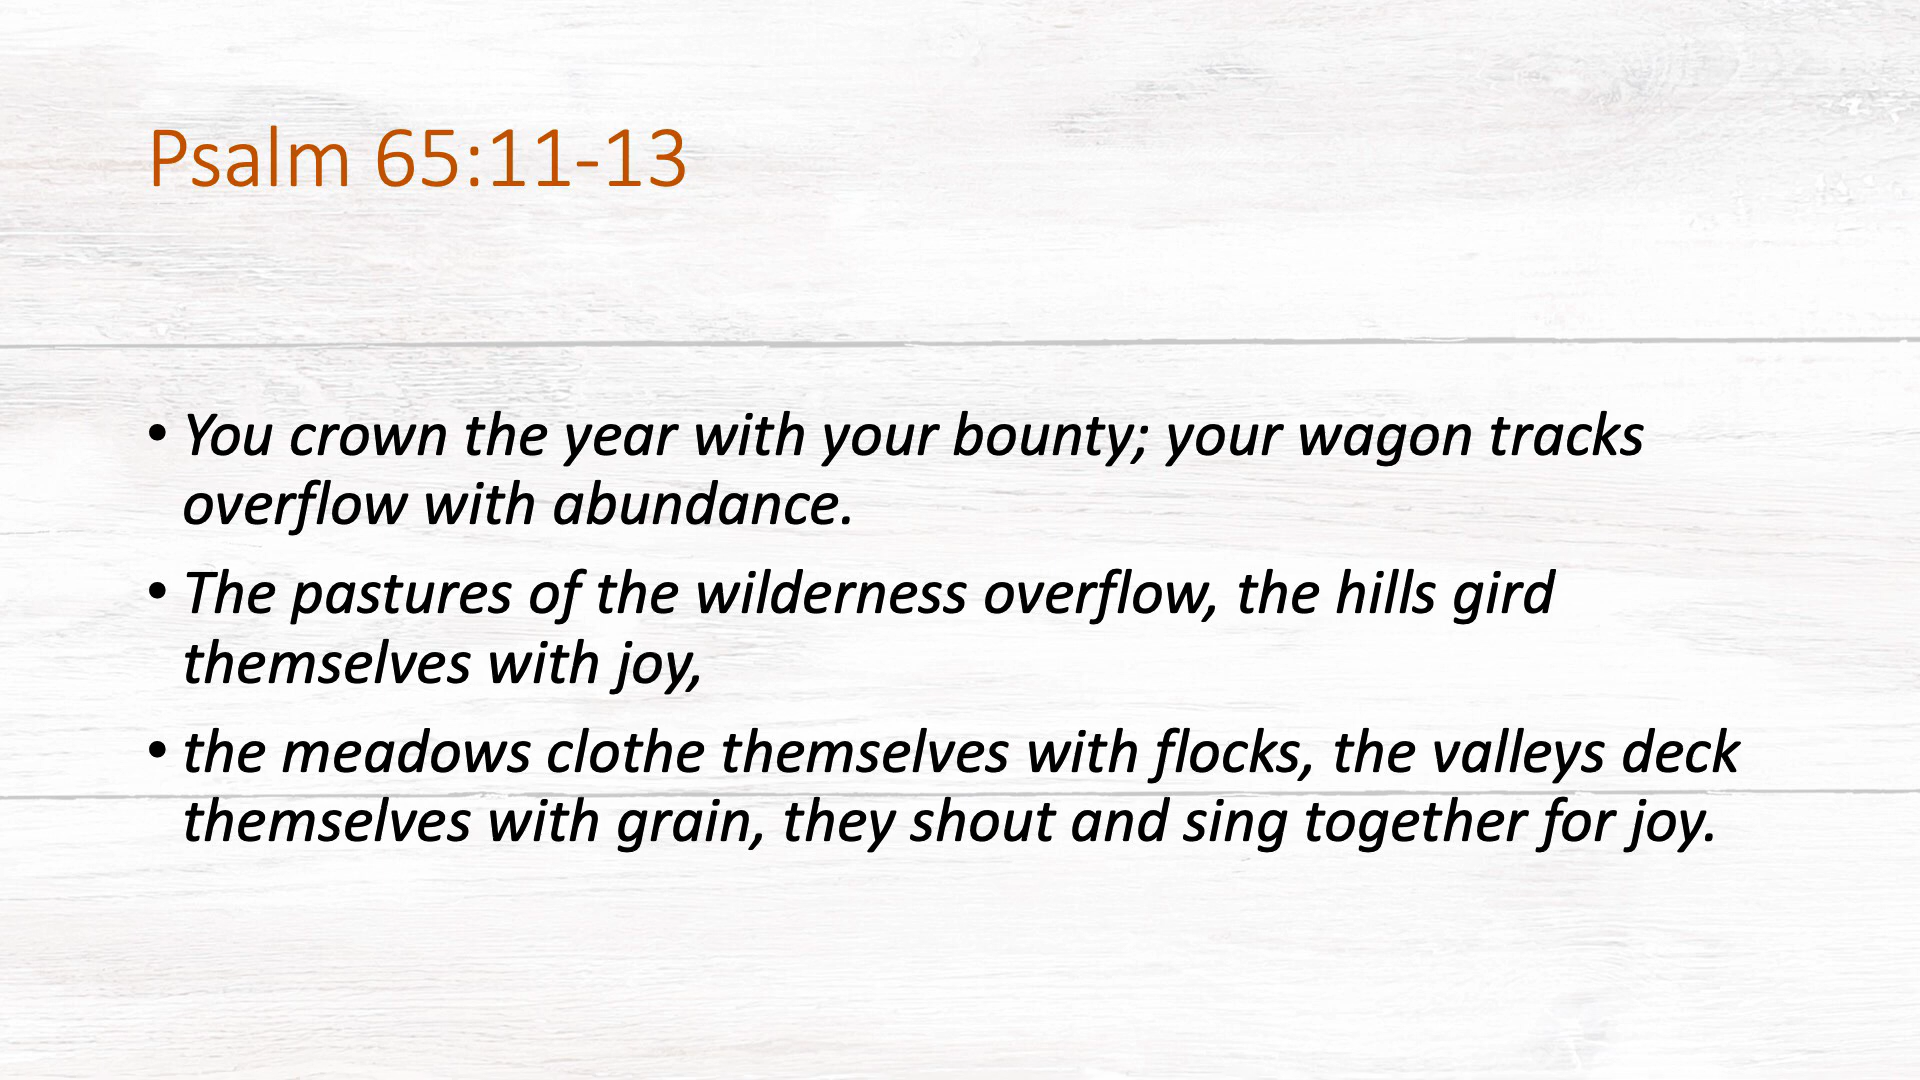 Psalm 65:11-13
• You crown the year with your bounty; your wagon tracks
overflow with abundance.
• The pastures of the wilderness overflow, the hills gird
themselves with joy,
• the meadows clothe themselves with flocks, the valleys deck
themselves with grain, they shout and sing together for joy.